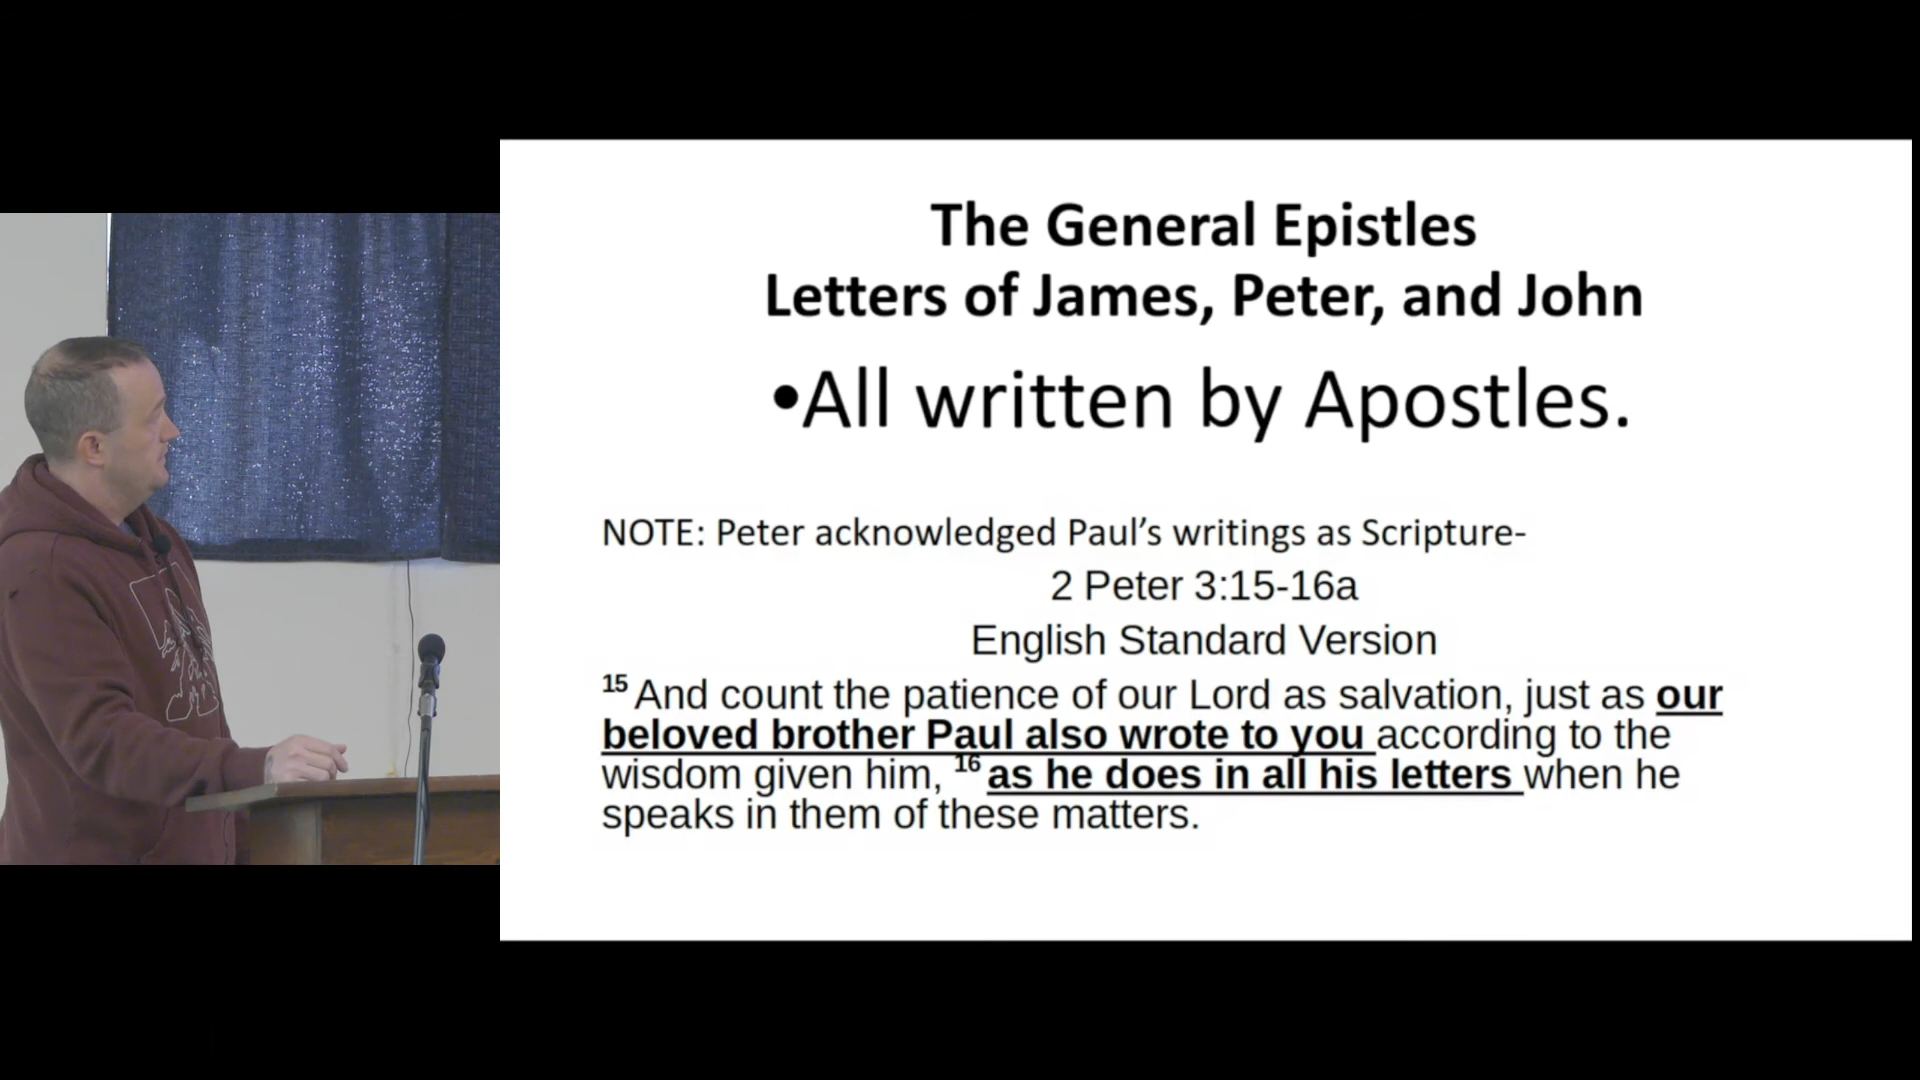 The General Epistles
Letters of James, Peter, and John
•All written by Apostles.
NOTE: Peter acknowledged Paul’s writings as Scripture-
2 Peter 3:15-16a
English Standard Version
15 And count the patience of our Lord as salvation, just as our
beloved brother Paul also wrote to you according to the
wisdom given him, 16 as he does in all his letters when he
speaks in them of these matters.